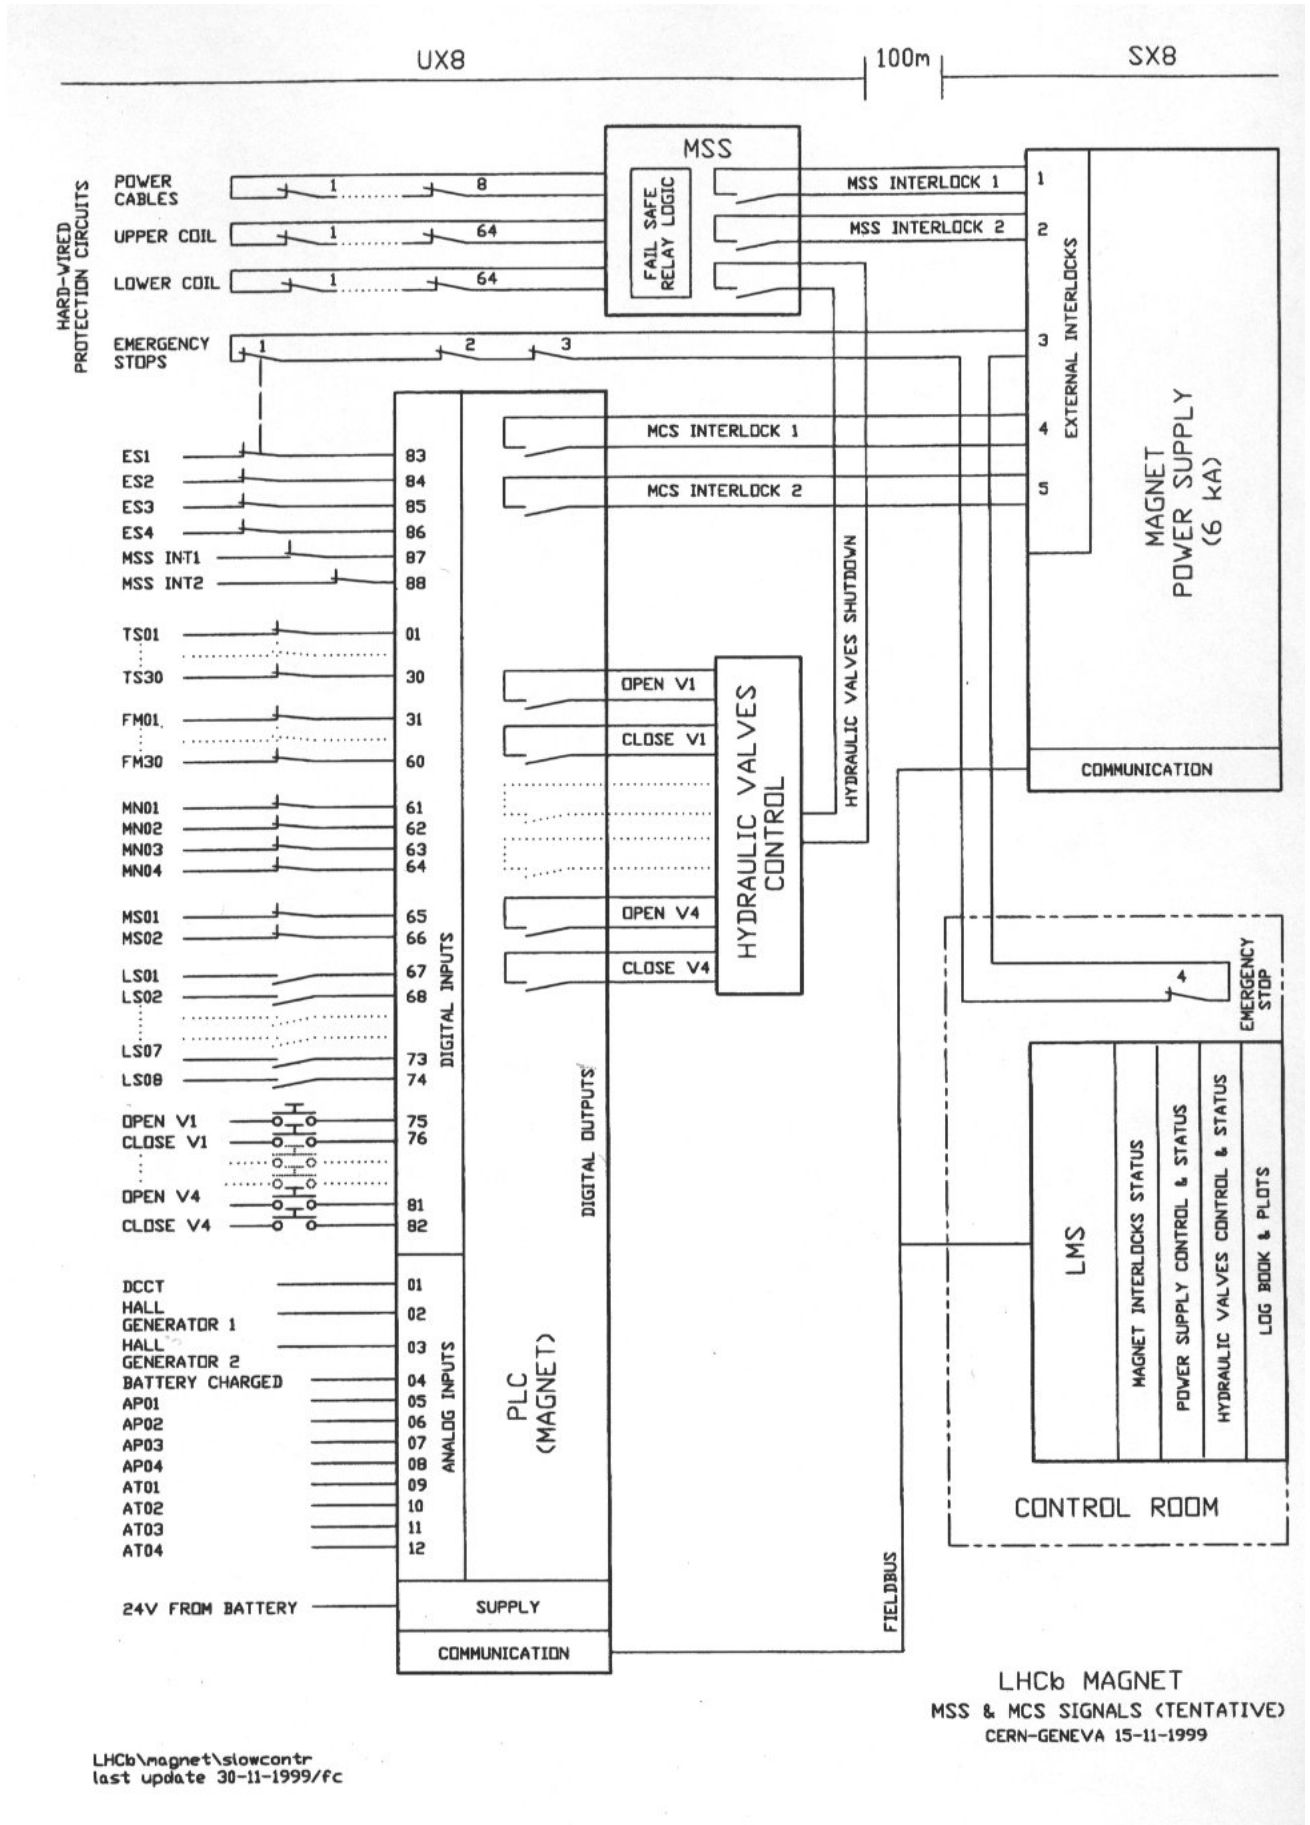 UX8
100m
SX8
HARD-WIRED
PROTECTION CIRCUITS
POWER
CABLES
1
8
UPPER COIL
1
64
LOWER COIL
1
64
EMERGENCY
STOPS
1
2
3
MSS
FAIL SAFE
RELAY LOGIC
MSS INTERLOCK 1
MSS INTERLOCK 2
MCS INTERLOCK 1
MCS INTERLOCK 2
1
2
3
4
5
EXTERNAL INTERLOCKS
MAGNET
POWER SUPPLY
(6 kA)
COMMUNICATION
ES1
83
ES2
84
ES3
85
ES4
86
MSS INT1
87
MSS INT2
88
TS01
01
TS30
30
FM01
31
FM30
60
MN01
61
MN02
62
MN03
63
MN04
64
MS01
65
MS02
66
LS01
67
LS02
68
LS07
73
LS08
74
OPEN V1
75
CLOSE V1
76
OPEN V4
81
CLOSE V4
82
DIGITAL INPUTS
DCCT
01
HALL
GENERATOR 1
02
HALL
GENERATOR 2
03
BATTERY CHARGED
04
AP01
05
AP02
06
AP03
07
AP04
08
AT01
09
AT02
10
AT03
11
AT04
12
ANALOG INPUTS
PLC
(MAGNET)
DIGITAL OUTPUTS
24V FROM BATTERY
SUPPLY
COMMUNICATION
OPEN V1
CLOSE V1
OPEN V4
CLOSE V4
HYDRAULIC VALVES
CONTROL
HYDRAULIC VALVES SHUTDOWN
FIELDBUS
4
EMERGENCY
STOP
LMS
MAGNET INTERLOCKS STATUS
POWER SUPPLY CONTROL & STATUS
HYDRAULIC VALVES CONTROL & STATUS
LOG BOOK & PLOTS
CONTROL ROOM
LHCb MAGNET
MSS & MCS SIGNALS (TENTATIVE)
CERN-GENEVA 15-11-1999
LHCb\magnet\slowcontr
last update 30-11-1999/fc